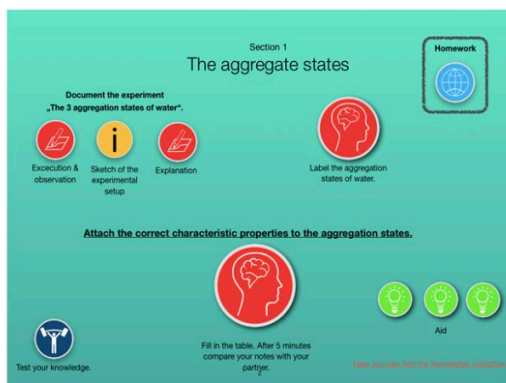 Section 1
The aggregate states
Homework
Document the experiment
„The 3 aggregation states of water“.
i
Excecution &
observation
Sketch of the
experimental
setup
Explanation
Label the aggregation
states of water.
Attach the correct characteristic properties to the aggregation states.
Fill in the table. After 5 minutes
compare your notes with your
partner.
2
Aid
Test your knowledge.
Here you can find the knowledge collection